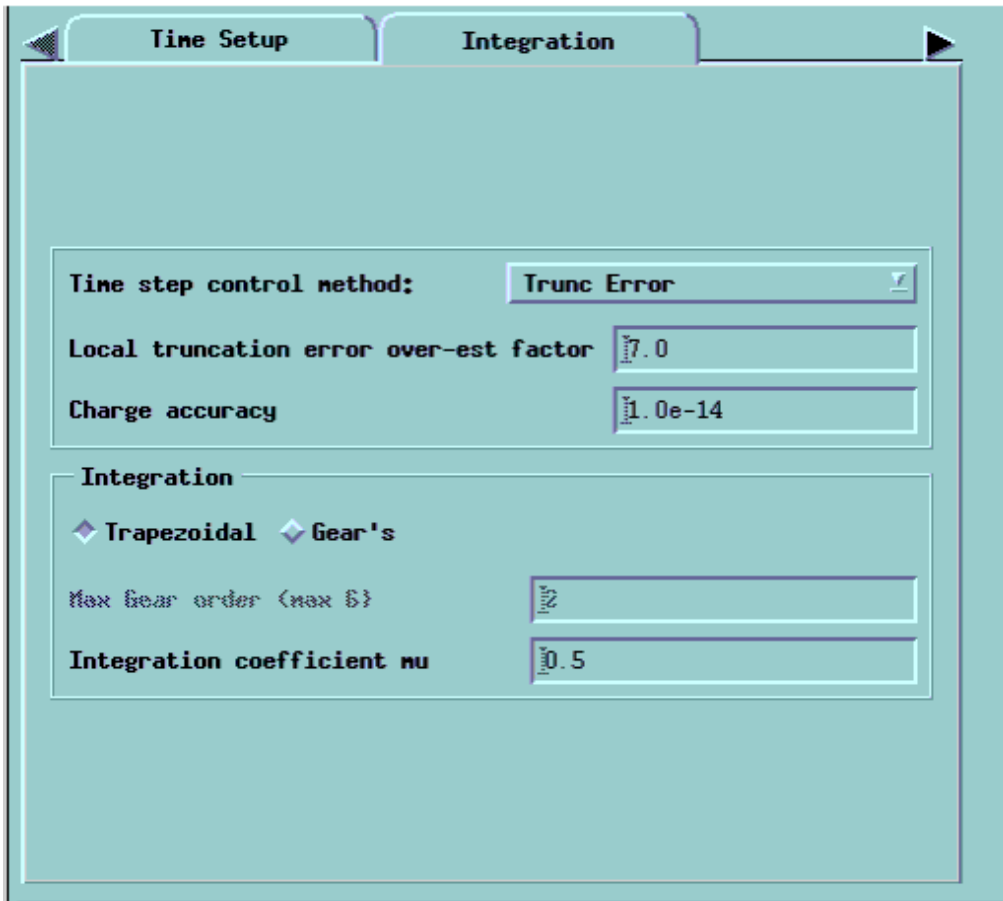 Time Setup
Integration
Time step control method:
Trunc Error
Local truncation error over-est factor
7.0
Charge accuracy
1.0e-14
Integration
Trapezoidal
Gear's
Max Gear order (max 6)
2
Integration coefficient mu
0.5